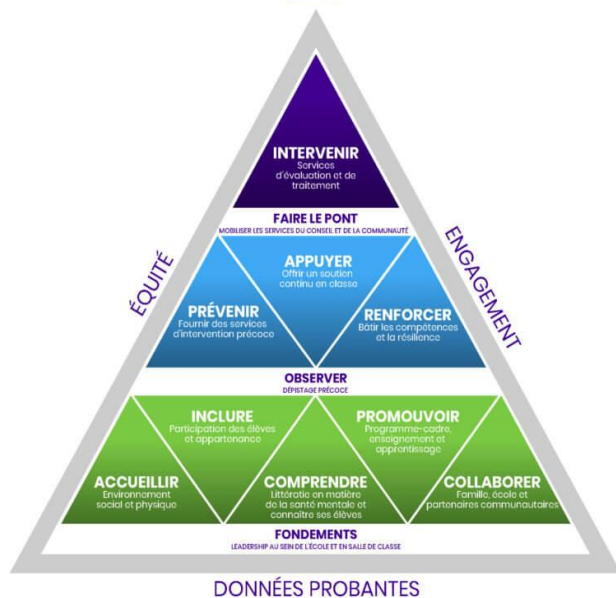 INTERVENIR
Services
d'évaluation et de
traitement
FAIRE LE PONT
MOBILISER LES SERVICES DU CONSEIL ET DE LA COMMUNAUTÉ
ÉQUITÉ
ENGAGEMENT
APPUYER
Offrir un soutien
continu en classe
PRÉVENIR
Fournir des services
d'intervention précoce
RENFORCER
Bâtir les compétences
et la résilience
OBSERVER
DÉPISTAGE PRÉCOCE
INCLURE
Participation des élèves
et appartenance
PROMOUVOIR
Programme-cadre,
enseignement et
apprentissage
ACCUEILLIR
Environnement
social et physique
COMPRENDRE
Littératie en matière
de la santé mentale et
connaître ses élèves
COLLABORER
Famille, école et
partenaires communautaires
FONDEMENTS
LEADERSHIP AU SEIN DE L'ÉCOLE ET EN SALLE DE CLASSE
DONNÉES PROBANTES